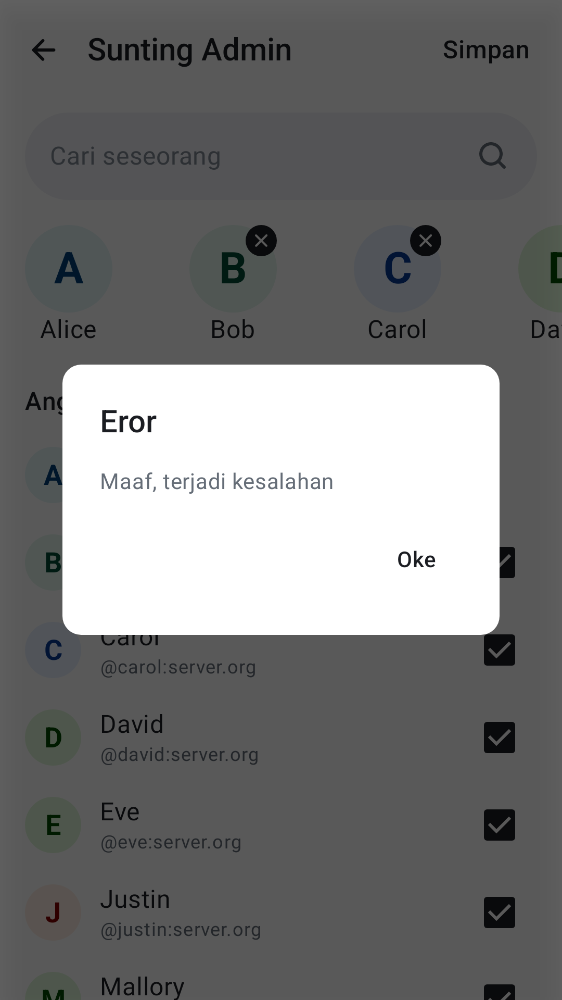 Sunting Admin
Simpan
Cari seseorang
A
B
C
D
Alice
Bob
Carol
Da
Ang
Eror
Maaf, terjadi kesalahan
Oke
A
B
C
Carol
@carol:server.org
D
David
@david:server.org
E
Eve
@eve:server.org
J
Justin
@justin:server.org
M
Mallory